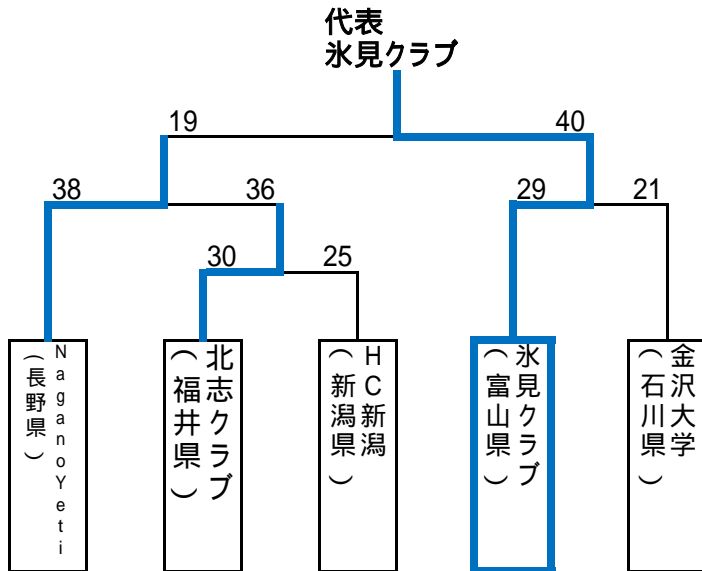 代表
氷見クラブ
19
40
38
36
29
21
30
25
NaganoYeti
(長野県)
北志クラブ
(福井県)
HC新潟
(新潟県)
氷見クラブ
(富山県)
金沢大学
(石川県)